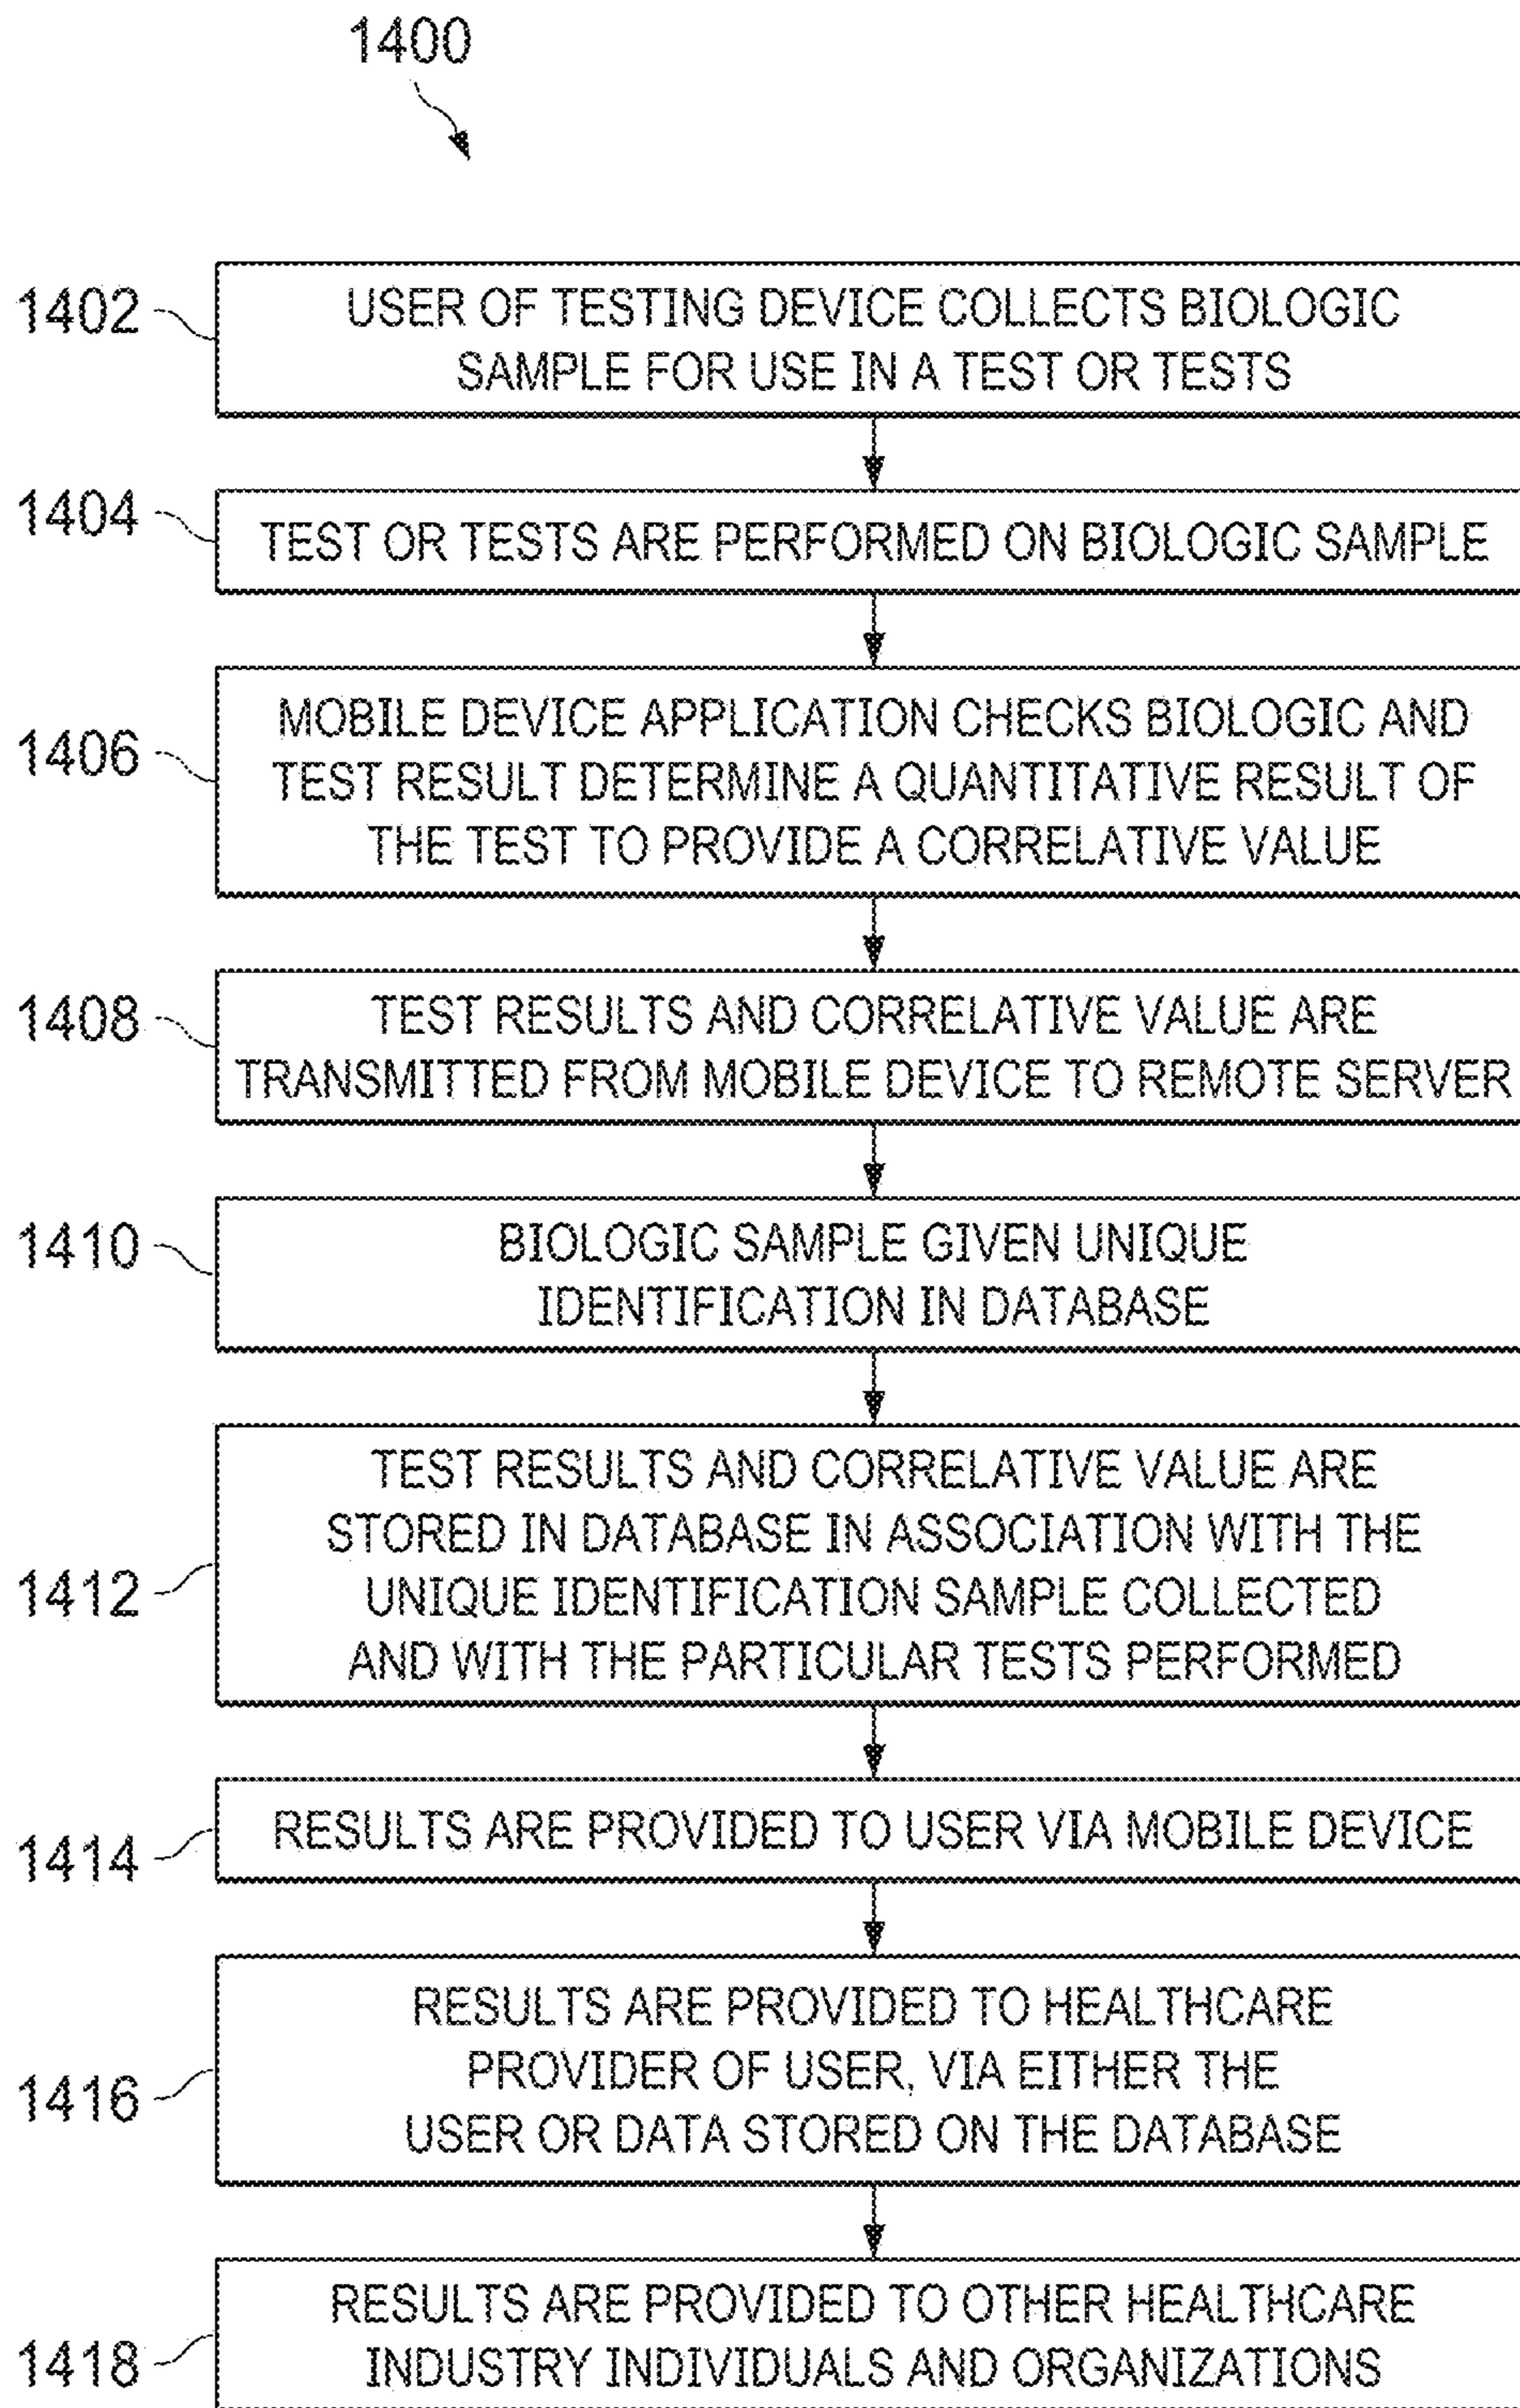 1400
1402
USER OF TESTING DEVICE COLLECTS BIOLOGIC
SAMPLE FOR USE IN A TEST OR TESTS
1404
TEST OR TESTS ARE PERFORMED ON BIOLOGIC SAMPLE
1406
MOBILE DEVICE APPLICATION CHECKS BIOLOGIC AND
TEST RESULT DETERMINE A QUANTITATIVE RESULT OF
THE TEST TO PROVIDE A CORRELATIVE VALUE
1408
TEST RESULTS AND CORRELATIVE VALUE ARE
TRANSMITTED FROM MOBILE DEVICE TO REMOTE SERVER
1410
BIOLOGIC SAMPLE GIVEN UNIQUE
IDENTIFICATION IN DATABASE
1412
TEST RESULTS AND CORRELATIVE VALUE ARE
STORED IN DATABASE IN ASSOCIATION WITH THE
UNIQUE IDENTIFICATION SAMPLE COLLECTED
AND WITH THE PARTICULAR TESTS PERFORMED
1414
RESULTS ARE PROVIDED TO USER VIA MOBILE DEVICE
1416
RESULTS ARE PROVIDED TO HEALTHCARE
PROVIDER OF USER, VIA EITHER THE
USER OR DATA STORED ON THE DATABASE
1418
RESULTS ARE PROVIDED TO OTHER HEALTHCARE
INDUSTRY INDIVIDUALS AND ORGANIZATIONS